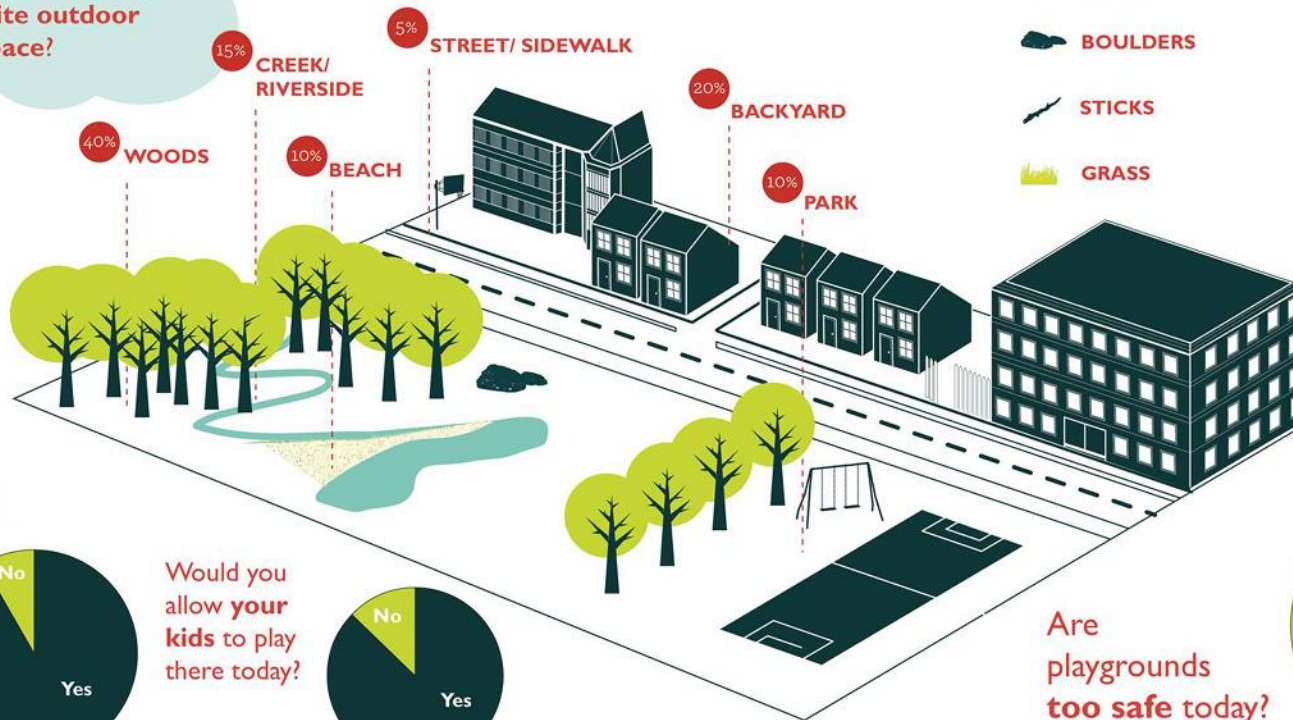 ite outdoor
ace?
40% WOODS
15% CREEK/
RIVERSIDE
10% BEACH
5% STREET/ SIDEWALK
20% BACKYARD
10% PARK
BOULDERS
STICKS
GRASS
No
Yes
Would you
allow your
kids to play
there today?
No
Yes
Are
playgrounds
too safe today?